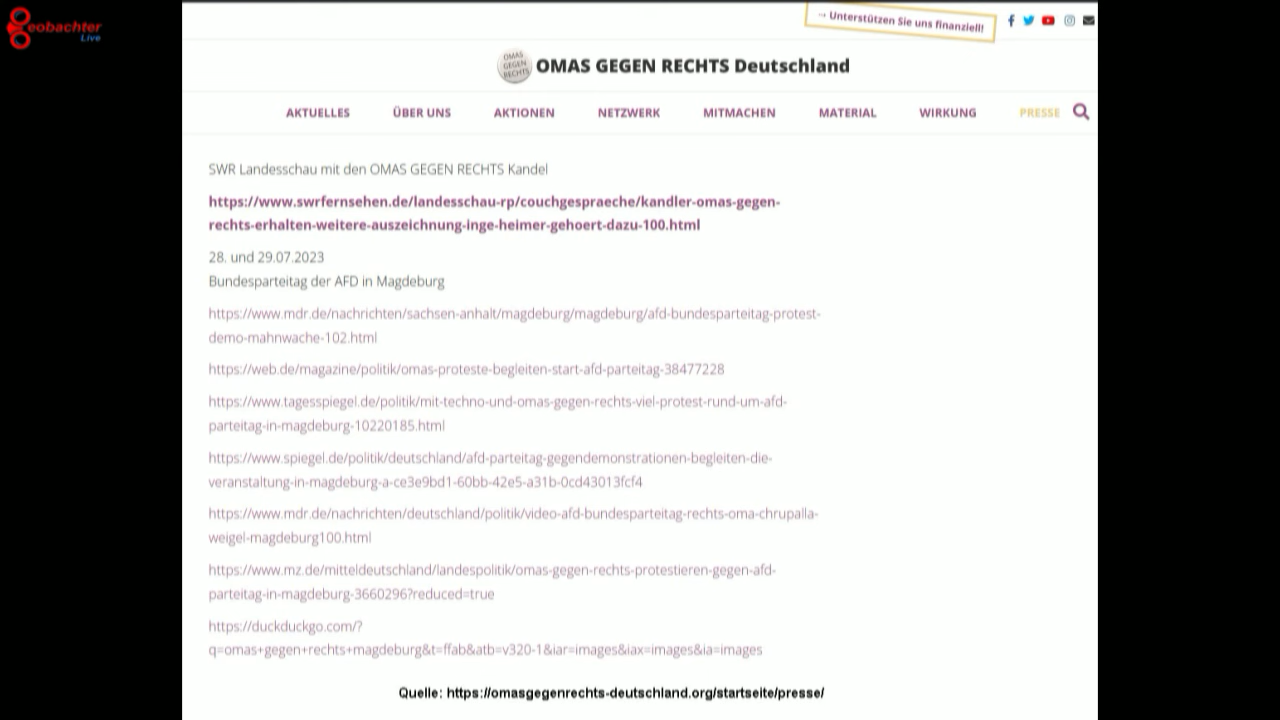 eobachter
Live
→ Unterstützen Sie uns finanziell!
OMAS GEGEN RECHTS
OMAS GEGEN RECHTS Deutschland
AKTUELLES ÜBER UNS AKTIONEN NETZWERK MITMACHEN MATERIAL WIRKUNG PRESSE
SWR Landesschau mit den OMAS GEGEN RECHTS Kandel
https://www.swrfernsehen.de/landesschau-rp/couchgespraeche/kandler-omas-gegen-
rechts-erhalten-weitere-auszeichnung-inge-heimer-gehoert-dazu-100.html
28. und 29.07.2023
Bundesparteitag der AFD in Magdeburg
https://www.mdr.de/nachrichten/sachsen-anhalt/magdeburg/magdeburg/afd-bundesparteitag-protest-
demo-mahnwache-102.html
https://web.de/magazine/politik/omas-proteste-begleiten-start-afd-parteitag-38477228
https://www.tagesspiegel.de/politik/mit-techno-und-omas-gegen-rechts-viel-protest-rund-um-afd-
parteitag-in-magdeburg-10220185.html
https://www.spiegel.de/politik/deutschland/afd-parteitag-gegendemonstrationen-begleiten-die-
veranstaltung-in-magdeburg-a-ce3e9bd1-60bb-42e5-a31b-0cd43013fcf4
https://www.mdr.de/nachrichten/deutschland/politik/video-afd-bundesparteitag-rechts-oma-chrupalla-
weigel-magdeburg100.html
https://www.mz.de/mitteldeutschland/landespolitik/omas-gegen-rechts-protestieren-gegen-afd-
parteitag-in-magdeburg-3660296?reduced=true
https://duckduckgo.com/?
q=omas+gegen+rechts+magdeburg&t=ffab&atb=v320-1&iar=images&iax=images&ia=images
Quelle: https://omasgegenrechts-deutschland.org/startseite/presse/